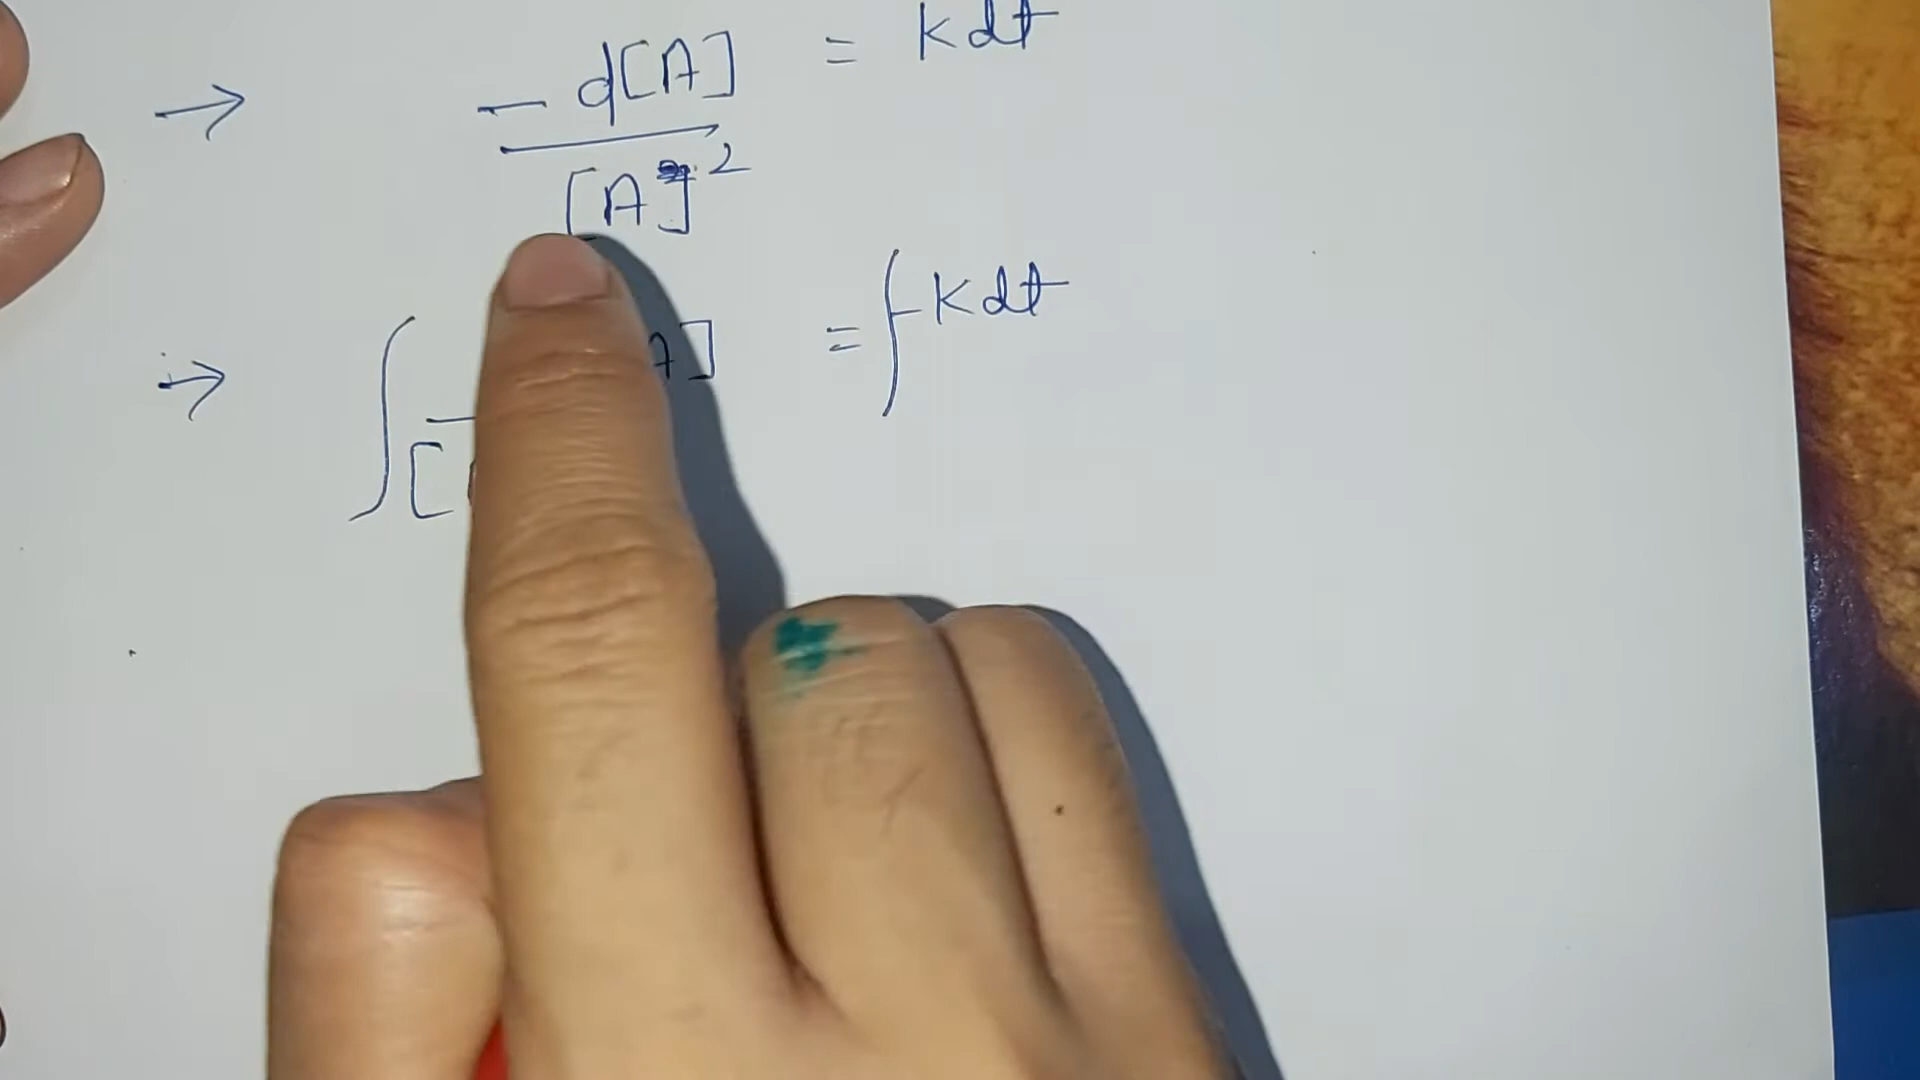 → - d[A] = kdt
[A]²
→ ∫ A] = ∫-kdt
[